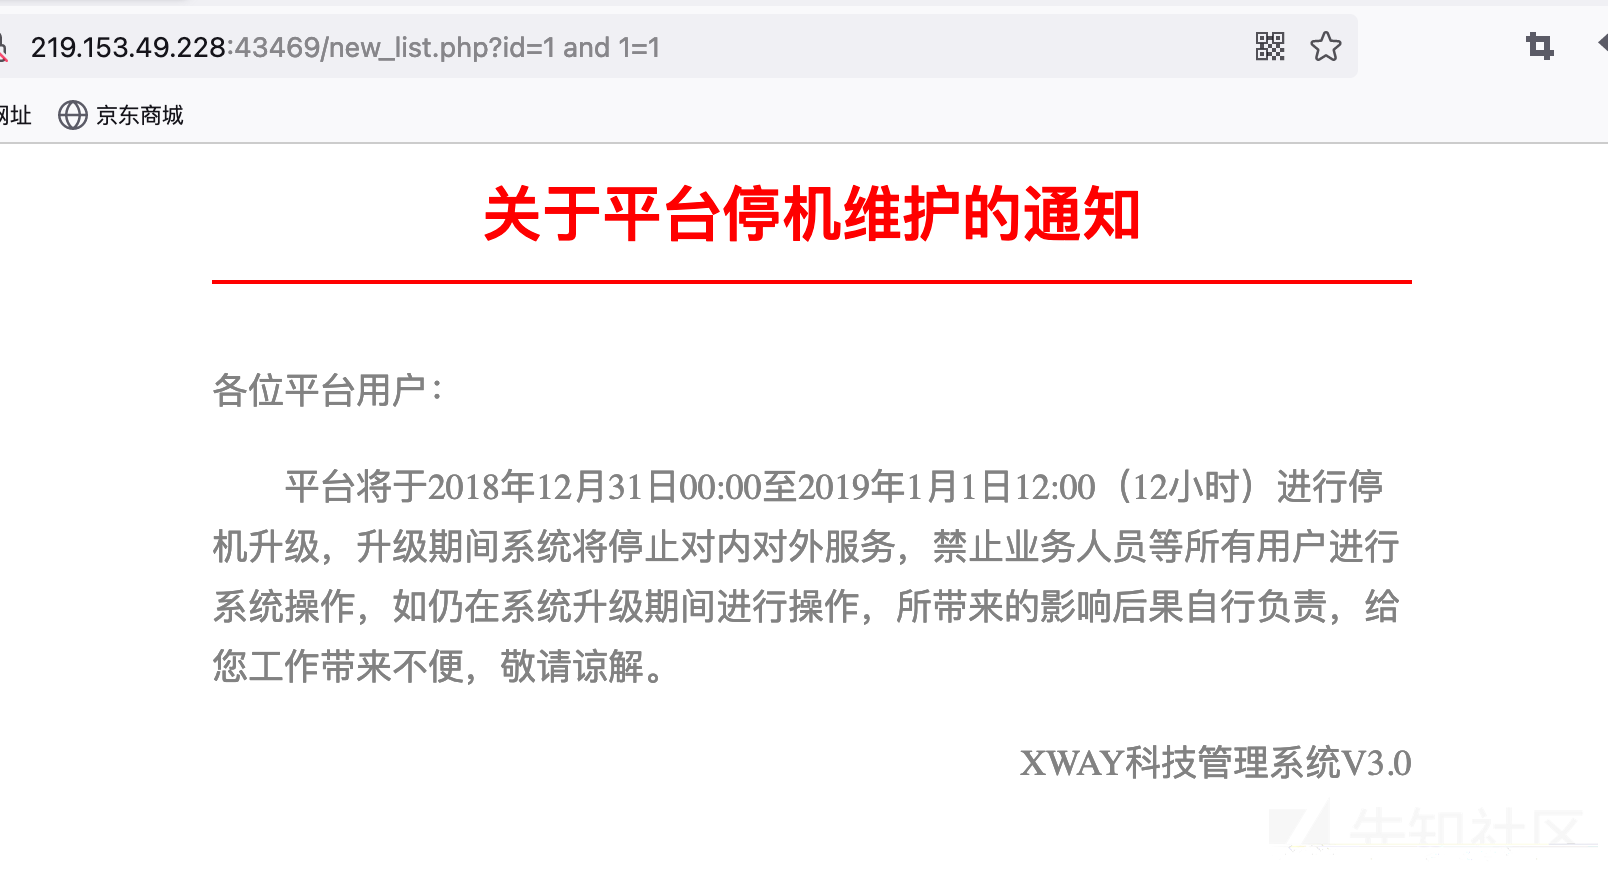 219.153.49.228:43469/new_list.php?id=1 and 1=1
网址 京东商城
关于平台停机维护的通知
各位平台用户：
平台将于2018年12月31日00:00至2019年1月1日12:00（12小时）进行停
机升级，升级期间系统将停止对内对外服务，禁止业务人员等所有用户进行
系统操作，如仍在系统升级期间进行操作，所带来的影响后果自行负责，给
您工作带来不便，敬请谅解。
XWAY科技管理系统V3.0
先知社区